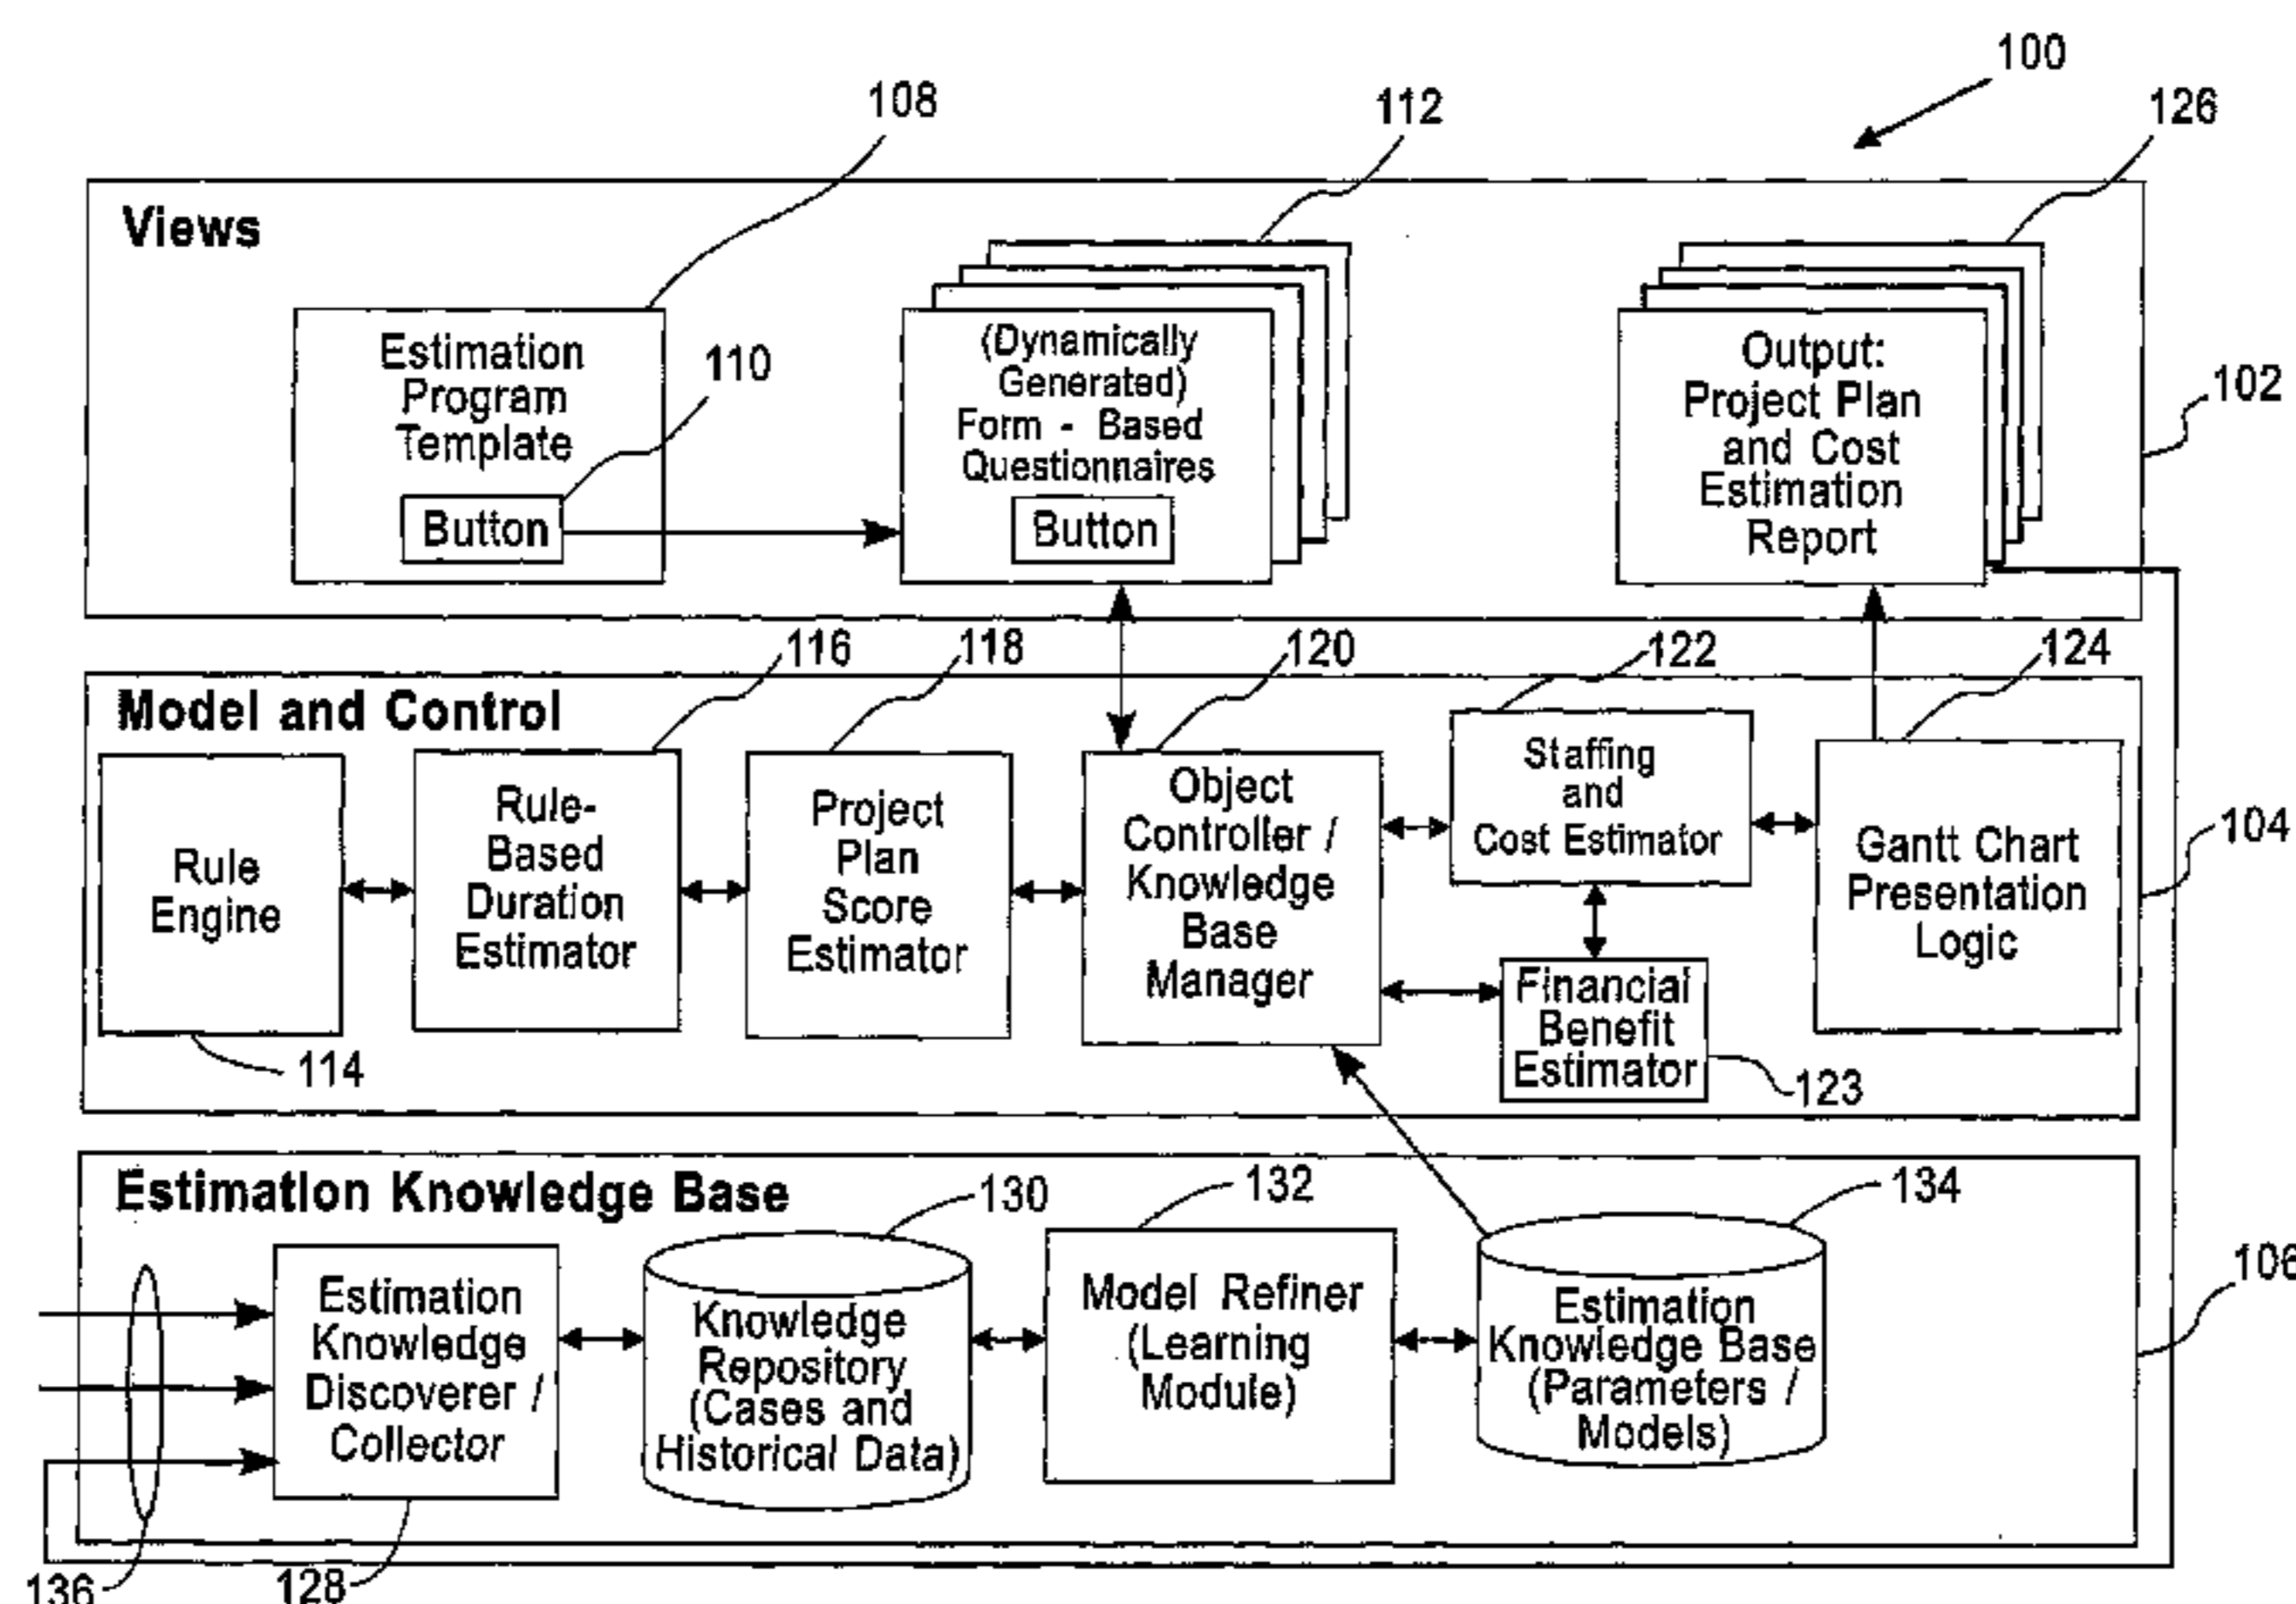 100
108
112
126
Views
Estimation
Program
Template
110
Button
(Dynamically
Generated)
Form - Based
Questionnaires
Button
Output:
Project Plan
and Cost
Estimation
Report
102
116
118
120
122
124
Model and Control
Rule
Engine
114
Rule-
Based
Duration
Estimator
Project
Plan
Score
Estimator
Object
Controller /
Knowledge
Base
Manager
Staffing
and
Cost Estimator
Financial
Benefit
Estimator
123
Gantt Chart
Presentation
Logic
104
Estimation Knowledge Base
130
132
134
106
Estimation
Knowledge
Discoverer /
Collector
Knowledge
Repository
(Cases and
Historical Data)
Model Refiner
(Learning
Module)
Estimation
Knowledge Base
(Parameters /
Models)
136
128